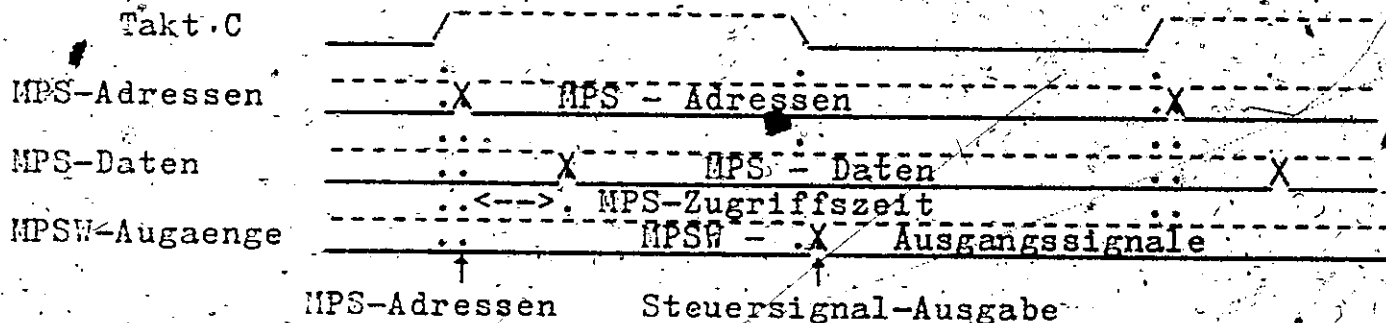 Takt C
MPS-Adressen MPS - Adressen
MPS-Daten MPS - Daten
<--> MPS-Zugriffszeit
MPSW-Augaenge MPSW - Ausgangssignale
MPS-Adressen Steuersignal-Ausgabe